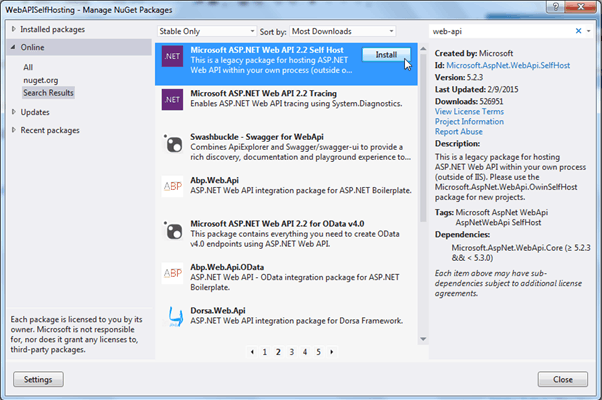 WebAPISelfHosting - Manage NuGet Packages
Installed packages
Online
All
nuget.org
Search Results
Updates
Recent packages
Each package is licensed to you by its
owner. Microsoft is not responsible
for, nor does it grant any licenses to,
third-party packages.
Stable Only
Sort by: Most Downloads
.NET
Microsoft ASP.NET Web API 2.2 Self Host
This is a legacy package for hosting ASP.NET
Web API within your own process (outside o...
Install
.NET
Microsoft ASP.NET Web API 2.2 Tracing
Enables ASP.NET Web API tracing using System.Diagnostics.
Swashbuckle - Swagger for WebApi
Combines ApiExplorer and Swagger/swagger-ui to provide a
rich discovery, documentation and playground experience to...
ABP
Abp.Web.Api
ASP.NET Web API integration package for ASP.NET Boilerplate.
Microsoft ASP.NET Web API 2.2 for OData v4.0
This package contains everything you need to create OData
v4.0 endpoints using ASP.NET Web API.
ABP
Abp.Web.Api.OData
ASP.NET Web API - OData integration package for ASP.NET
Boilerplate.
Dorsa.Web.Api
ASP.NET Web API integration package for Dorsa Framework.
1 2 3 4 5
web-api
Created by: Microsoft
Id: Microsoft.AspNet.WebApi.SelfHost
Version: 5.2.3
Last Updated: 2/9/2015
Downloads: 526951
View License Terms
Project Information
Report Abuse
Description:
This is a legacy package for hosting
ASP.NET Web API within your own process
(outside of IIS). Please use the
Microsoft.AspNet.WebApi.OwinSelfHost
package for new projects.
Tags: Microsoft AspNet WebApi
AspNetWebApi SelfHost
Dependencies:
Microsoft.AspNet.WebApi.Core (≥ 5.2.3
&& < 5.3.0)
Each item above may have sub-
dependencies subject to additional license
agreements.
Settings
Close